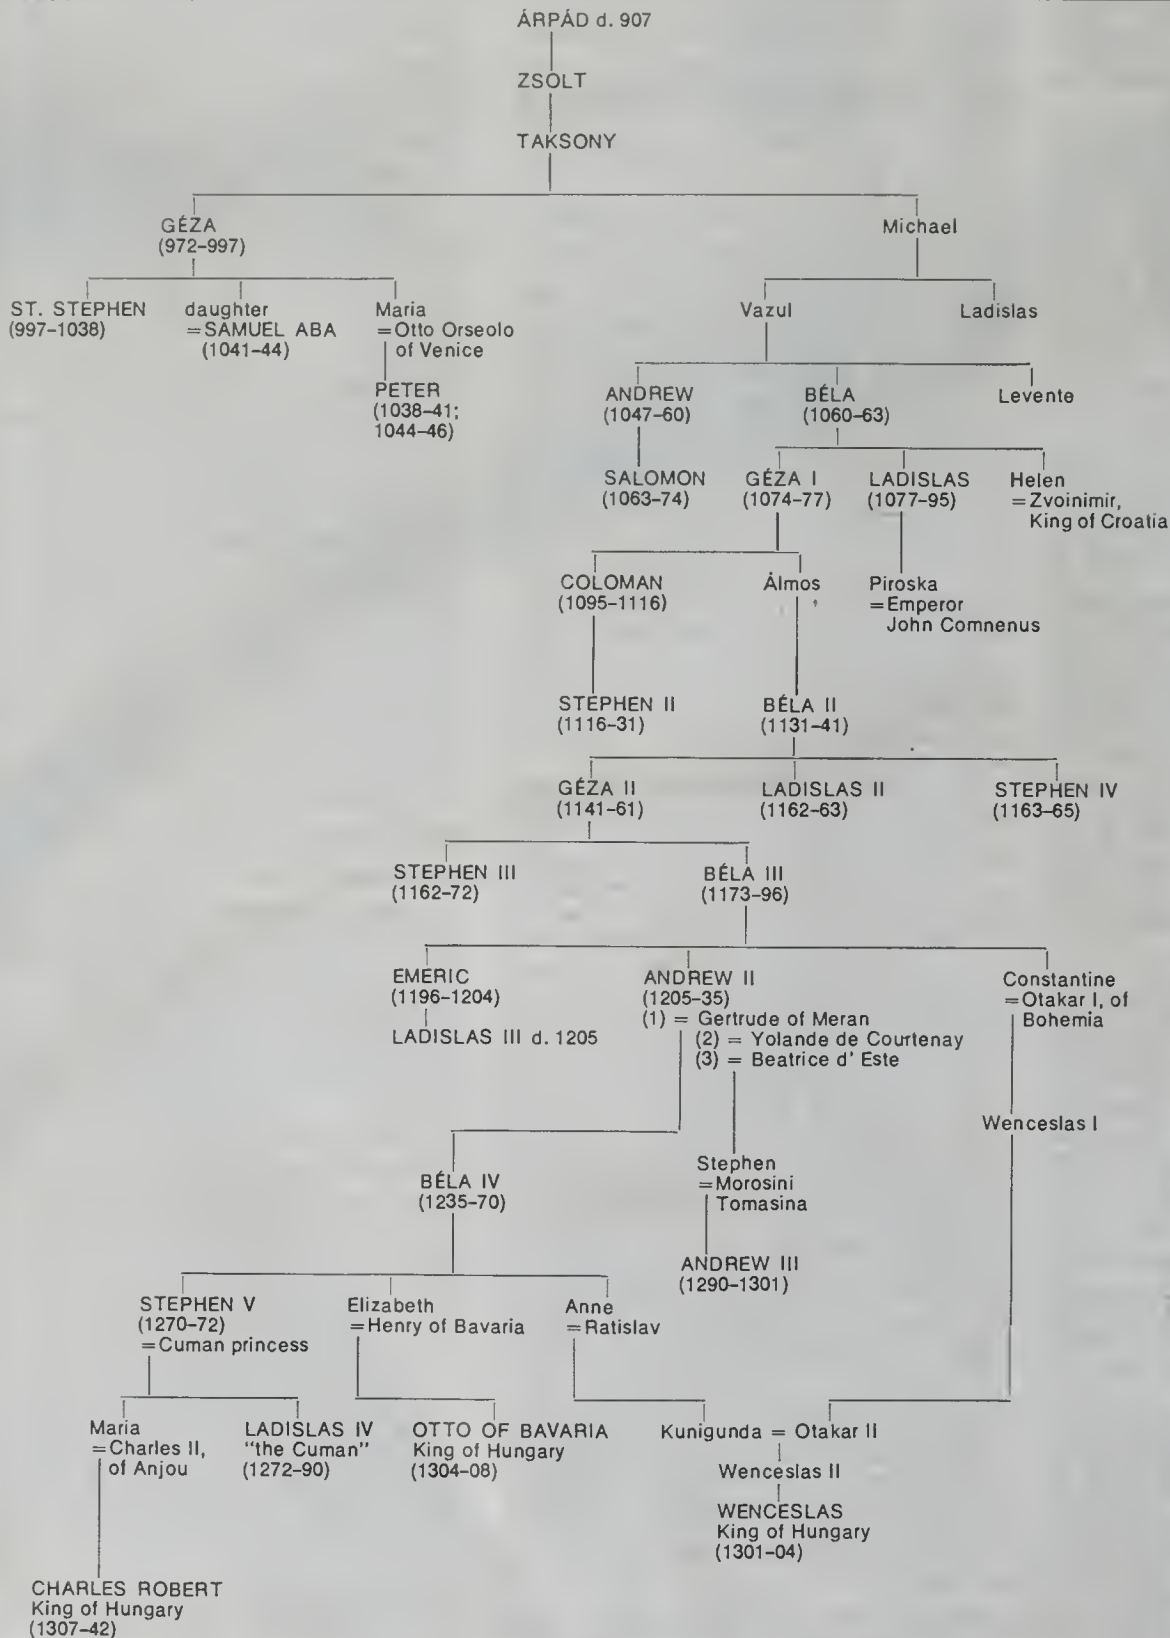 ÁRPÁD d. 907
ZSOLT
TAKSONY
GÉZA
(972–997)
Michael
ST. STEPHEN
(997–1038)
daughter
=SAMUEL ABA
(1041–44)
Maria
=Otto Orseolo
of Venice
Vazul
Ladislas
PETER
(1038–41;
1044–46)
ANDREW
(1047–60)
BÉLA
(1060–63)
Levente
SALOMON
(1063–74)
GÉZA I
(1074–77)
LADISLAS
(1077–95)
Helen
=Zvoinimir,
King of Croatia
COLOMAN
(1095–1116)
Álmos
Piroska
=Emperor
John Comnenus
STEPHEN II
(1116–31)
BÉLA II
(1131–41)
GÉZA II
(1141–61)
LADISLAS II
(1162–63)
STEPHEN IV
(1163–65)
STEPHEN III
(1162–72)
BÉLA III
(1173–96)
EMERIC
(1196–1204)
LADISLAS III d. 1205
ANDREW II
(1205–35)
(1) = Gertrude of Meran
(2) = Yolande de Courtenay
(3) = Beatrice d' Este
Constantine
=Otakar I, of
Bohemia
Wenceslas I
BÉLA IV
(1235–70)
Stephen
=Morosini
Tomasina
ANDREW III
(1290–1301)
STEPHEN V
(1270–72)
=Cuman princess
Elizabeth
=Henry of Bavaria
Anne
=Ratislav
Maria
=Charles II,
of Anjou
LADISLAS IV
"the Cuman"
(1272–90)
OTTO OF BAVARIA
King of Hungary
(1304–08)
Kunigunda = Otakar II
Wenceslas II
WENCESLAS
King of Hungary
(1301–04)
CHARLES ROBERT
King of Hungary
(1307–42)